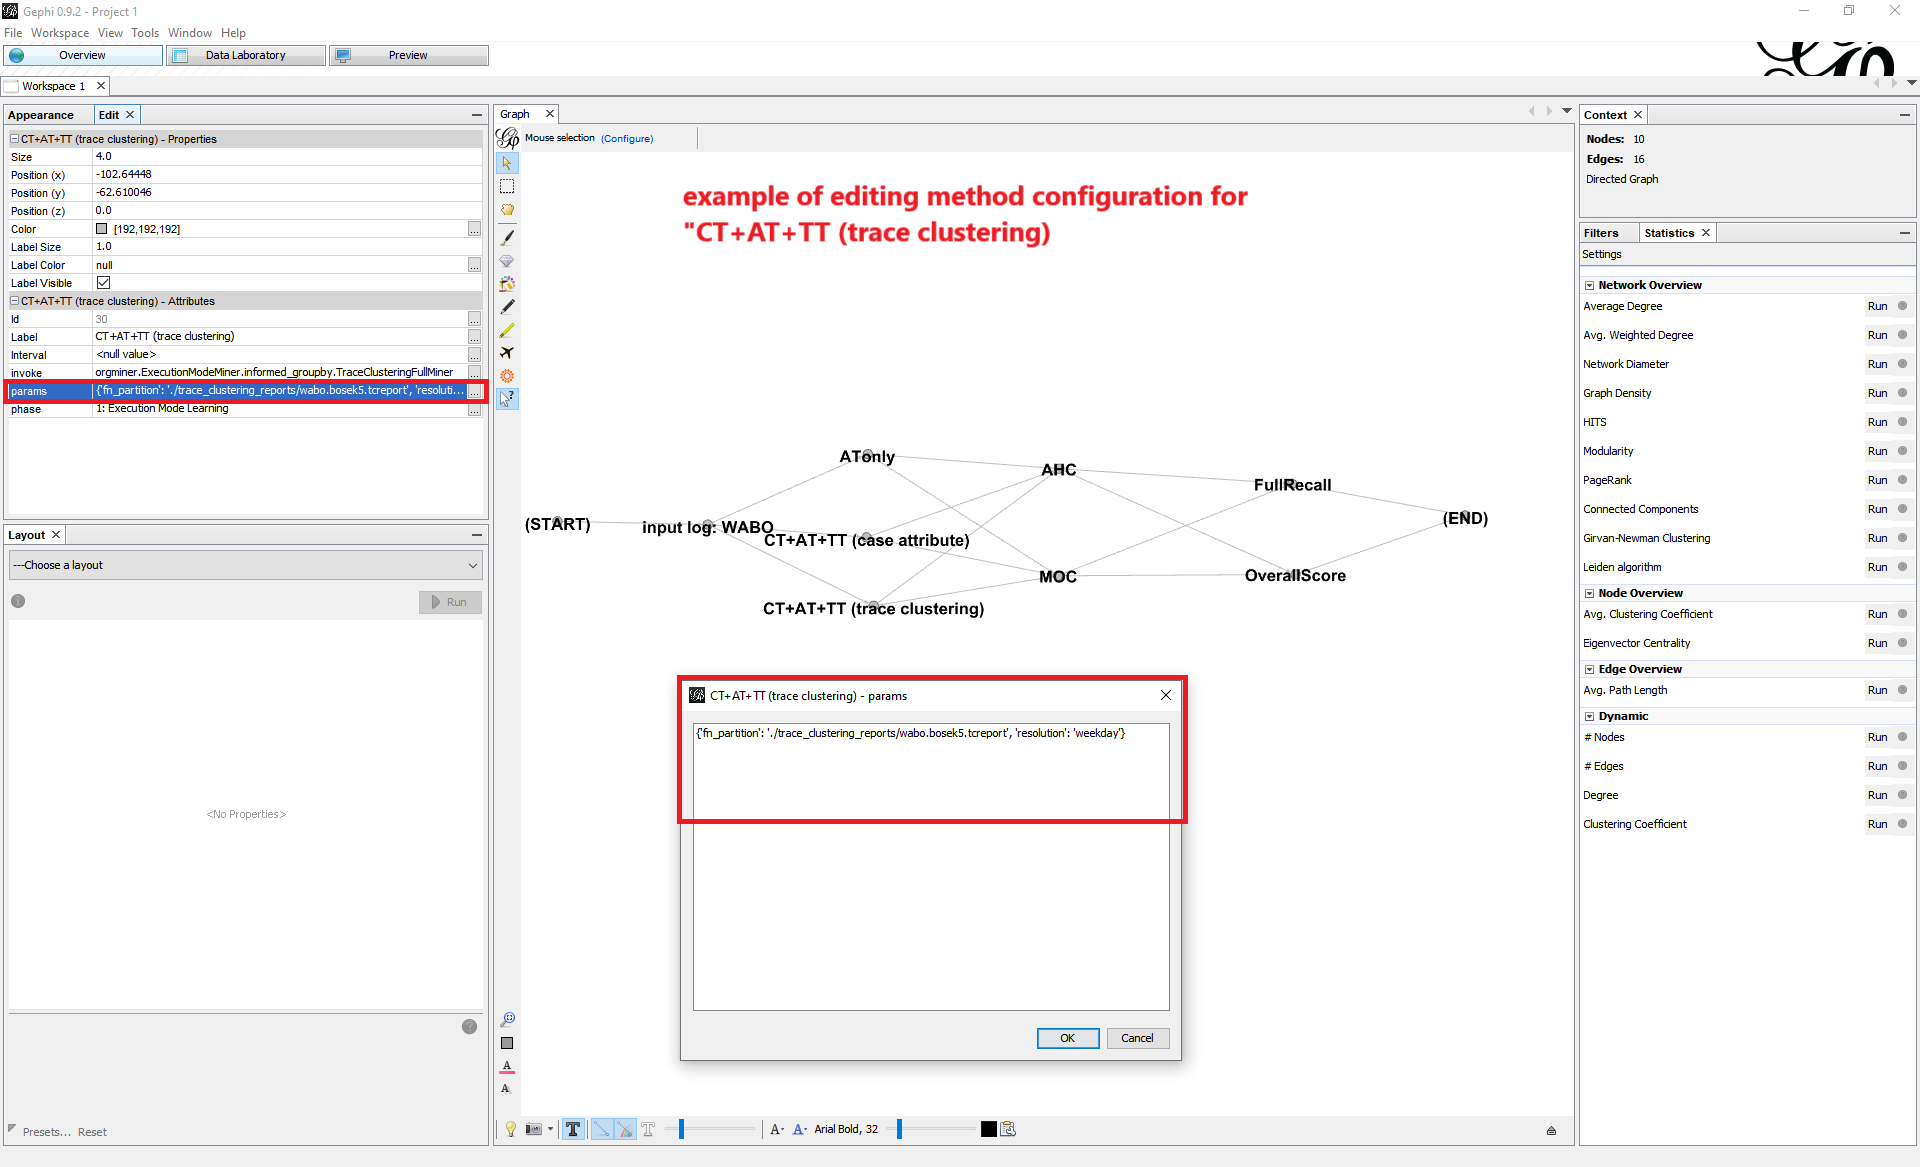 Gephi 0.9.2 - Project 1
File Workspace View Tools Window Help
Overview Data Laboratory Preview
Workspace 1
Appearance Edit
CT+AT+TT (trace clustering) - Properties
Size 4.0
Position (x) -102.64448
Position (y) -62.610046
Position (z) 0.0
Color [192,192,192] ...
Label Size 1.0
Label Color null ...
Label Visible
CT+AT+TT (trace clustering) - Attributes
Id 30 ...
Label CT+AT+TT (trace clustering) ...
Interval <null value> ...
invoke orgminer.ExecutionModeMiner.informed_groupby.TraceClusteringFullMiner ...
params {'fn_partition': './trace_clustering_reports/wabo.bosek5.tcreport', 'resoluti... ...
phase 1: Execution Mode Learning ...
Layout
---Choose a layout
Run
<No Properties>
Presets... Reset
Graph
Mouse selection (Configure)
example of editing method configuration for
"CT+AT+TT (trace clustering)
ATonly
AHC
FullRecall
(START)
input log: WABO
(END)
CT+AT+TT (case attribute)
MOC
OverallScore
CT+AT+TT (trace clustering)
CT+AT+TT (trace clustering) - params
{'fn_partition': './trace_clustering_reports/wabo.bosek5.tcreport', 'resolution': 'weekday'}
OK Cancel
Arial Bold, 32
Context
Nodes: 10
Edges: 16
Directed Graph
Filters Statistics
Settings
Network Overview
Average Degree Run
Avg. Weighted Degree Run
Network Diameter Run
Graph Density Run
HITS Run
Modularity Run
PageRank Run
Connected Components Run
Girvan-Newman Clustering Run
Leiden algorithm Run
Node Overview
Avg. Clustering Coefficient Run
Eigenvector Centrality Run
Edge Overview
Avg. Path Length Run
Dynamic
# Nodes Run
# Edges Run
Degree Run
Clustering Coefficient Run